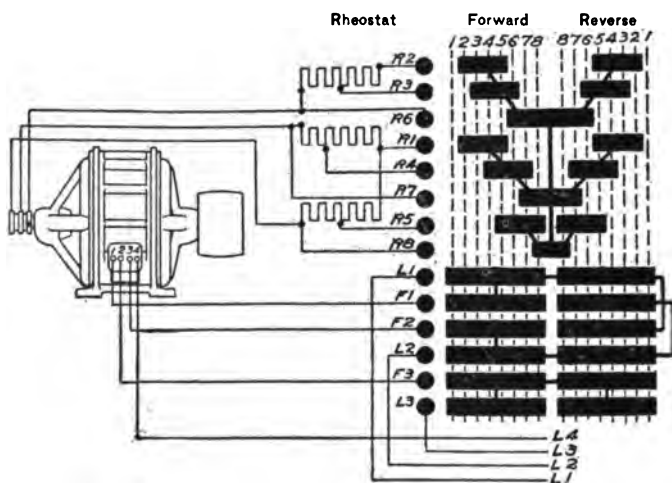 Rheostat Forward Reverse
12345678 87654321
R2
R3
R6
R1
R4
R7
R5
R8
L1
F1
F2
L2
F3
L3
1234
L4
L3
L2
L1